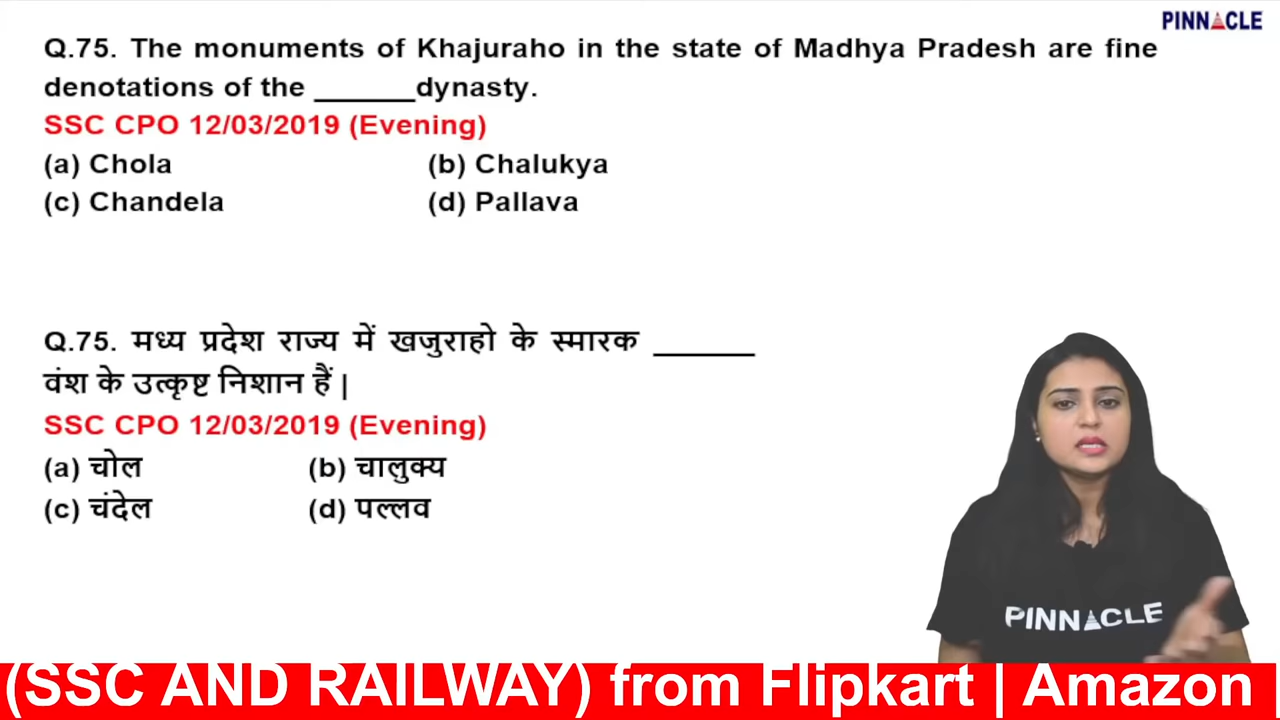 PINNACLE
Q.75. The monuments of Khajuraho in the state of Madhya Pradesh are fine
denotations of the ______dynasty.
SSC CPO 12/03/2019 (Evening)
(a) Chola (b) Chalukya
(c) Chandela (d) Pallava
Q.75. मध्य प्रदेश राज्य में खजुराहो के स्मारक ______
वंश के उत्कृष्ट निशान हैं |
SSC CPO 12/03/2019 (Evening)
(a) चोल (b) चालुक्य
(c) चंदेल (d) पल्लव
PINNACLE
(SSC AND RAILWAY) from Flipkart | Amazon